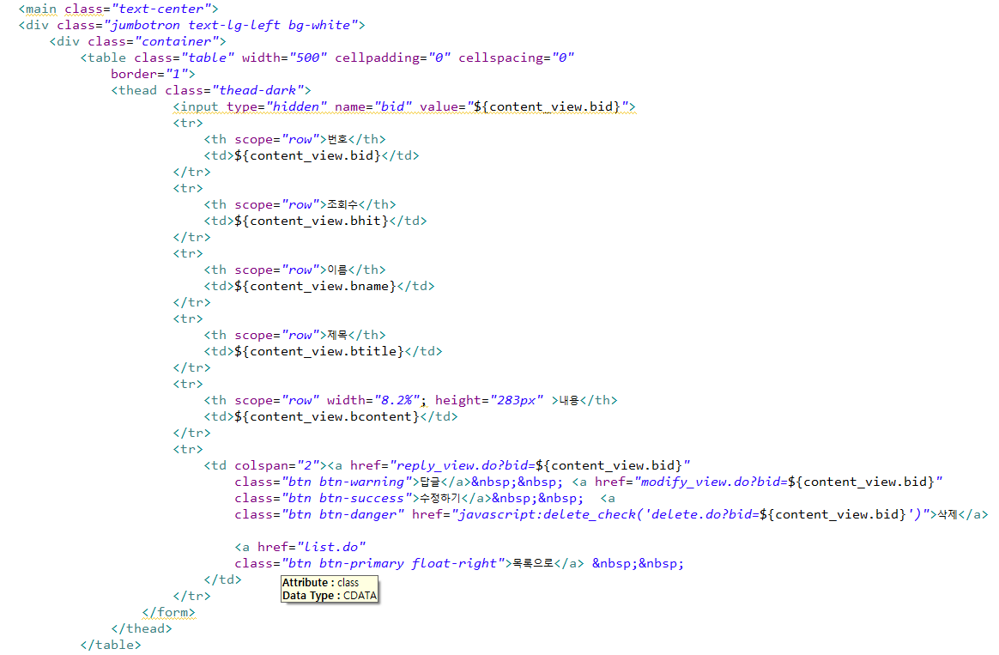 <main class="text-center">
<div class="jumbotron text-lg-left bg-white">
<div class="container">
<table class="table" width="500" cellpadding="0" cellspacing="0"
border="1">
<thead class="thead-dark">
<input type="hidden" name="bid" value="${content_view.bid}">
<tr>
<th scope="row">번호</th>
<td>${content_view.bid}</td>
</tr>
<tr>
<th scope="row">조회수</th>
<td>${content_view.bhit}</td>
</tr>
<tr>
<th scope="row">이름</th>
<td>${content_view.bname}</td>
</tr>
<tr>
<th scope="row">제목</th>
<td>${content_view.btitle}</td>
</tr>
<tr>
<th scope="row" width="8.2%"; height="283px" >내용</th>
<td>${content_view.bcontent}</td>
</tr>
<tr>
<td colspan="2"><a href="reply_view.do?bid=${content_view.bid}"
class="btn btn-warning">답글</a>&nbsp;&nbsp; <a href="modify_view.do?bid=${content_view.bid}"
class="btn btn-success">수정하기</a>&nbsp;&nbsp;  <a
class="btn btn-danger" href="javascript:delete_check('delete.do?bid=${content_view.bid}')">삭제</a>
<a href="list.do"
class="btn btn-primary float-right">목록으로</a> &nbsp;&nbsp;
</td>
Attribute : class
Data Type : CDATA
</tr>
</form>
</thead>
</table>